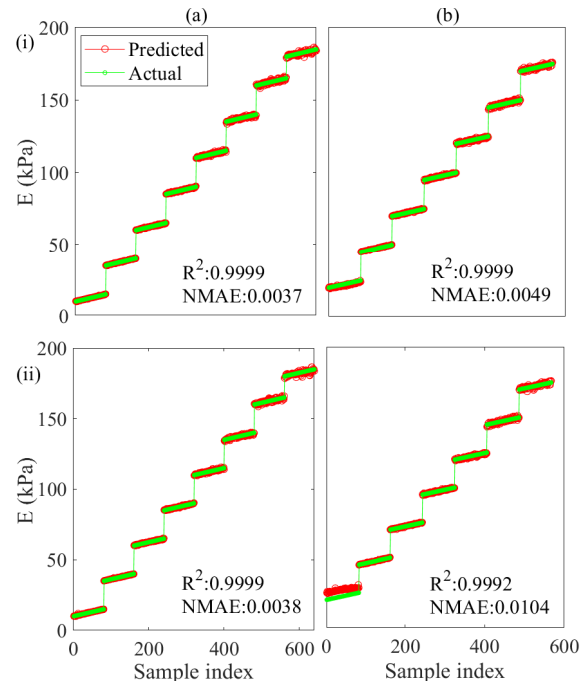 (a) (b)
(i)
200
150
100
50
0
E (kPa)
Predicted
Actual
R²:0.9999
NMAE:0.0037
R²:0.9999
NMAE:0.0049
(ii)
200
150
100
50
0
E (kPa)
R²:0.9999
NMAE:0.0038
R²:0.9992
NMAE:0.0104
0 200 400 600
0 200 400 600
Sample index
Sample index